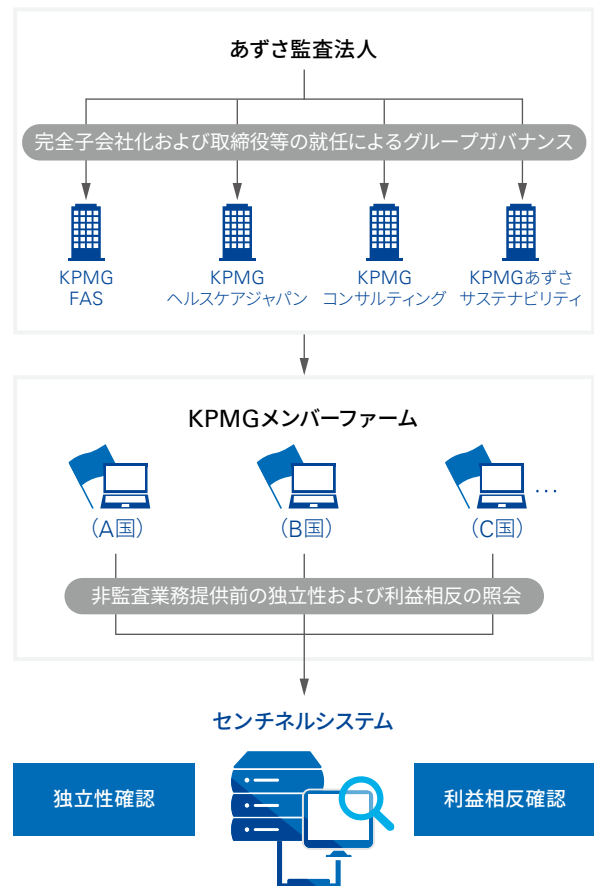 あずさ監査法人
完全子会社化および取締役等の就任によるグループガバナンス
KPMG
FAS
KPMG
ヘルスケアジャパン
KPMG
コンサルティング
KPMGあずさ
サステナビリティ
KPMGメンバーファーム
（A国）
（B国）
（C国）
…
非監査業務提供前の独立性および利益相反の照会
センチネルシステム
独立性確認
利益相反確認